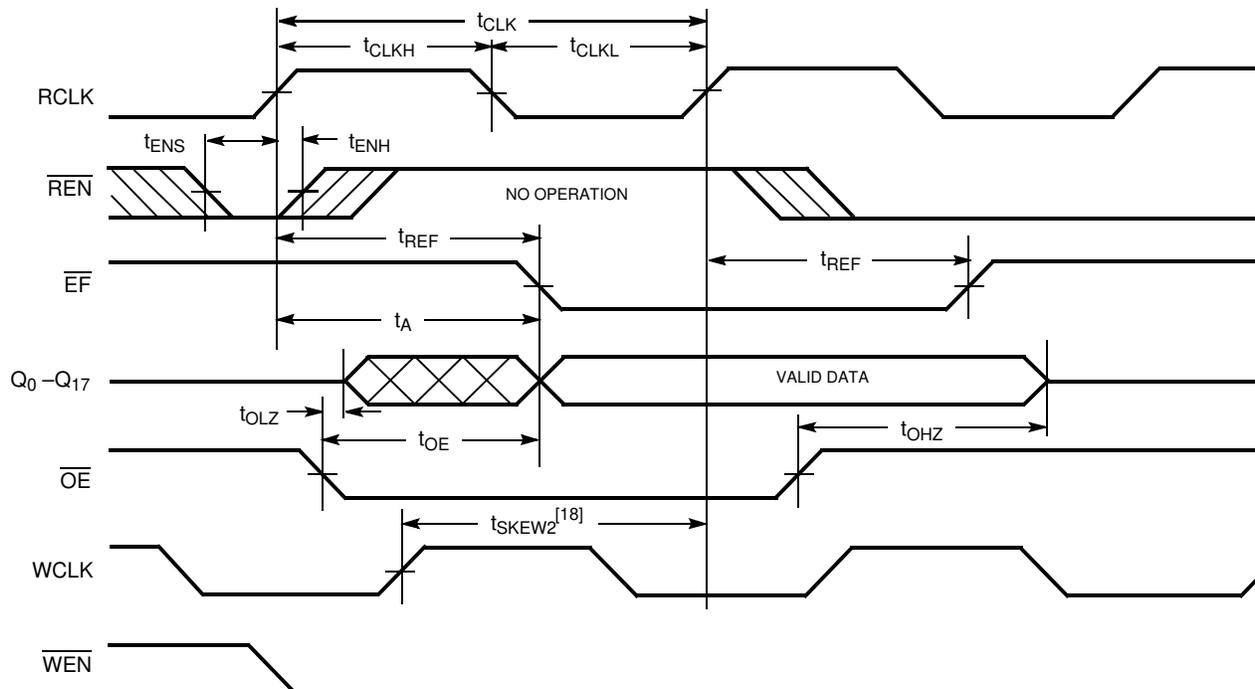 tCLK
tCLKH tCLKL
RCLK
tENS tENH
REN
NO OPERATION
tREF
tREF
EF
tA
Q0 –Q17
VALID DATA
tOLZ
tOE
tOHZ
OE
tSKEW2[18]
WCLK
WEN